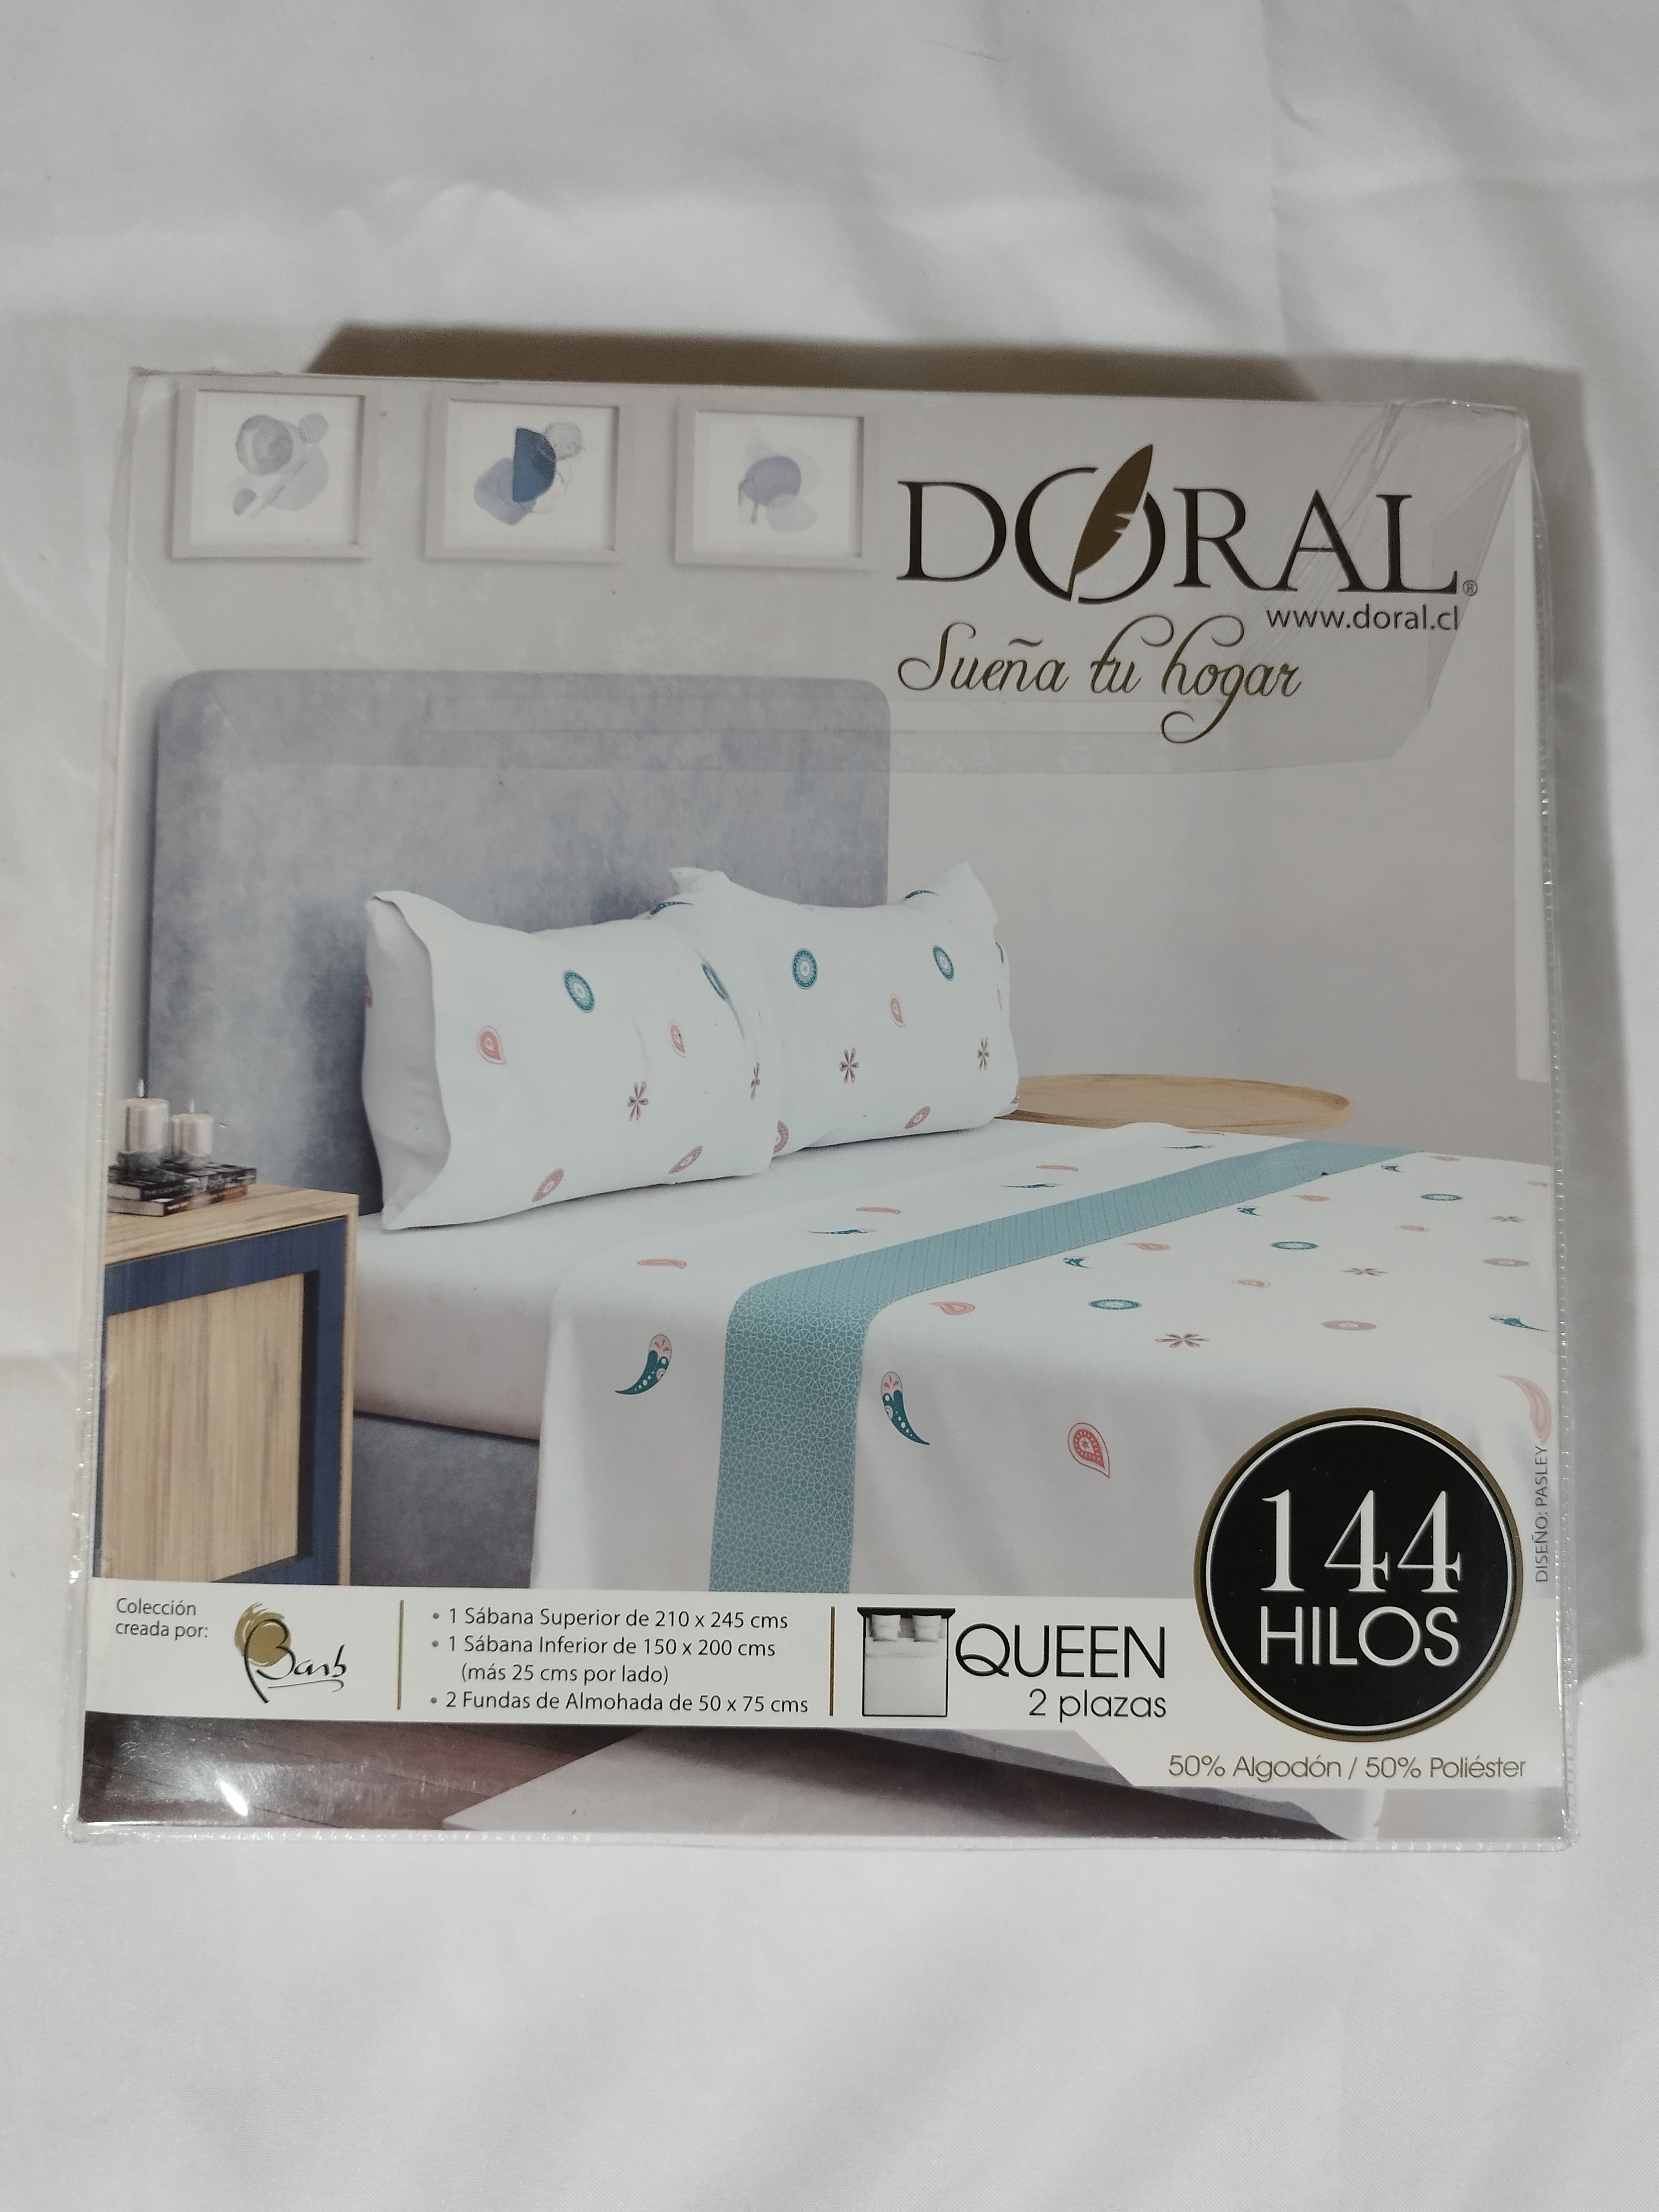 DORAL®
www.doral.cl
Sueña tu hogar
DISEÑO: PASLEY
144
HILOS
Colección
creada por:
Barb
• 1 Sábana Superior de 210 x 245 cms
• 1 Sábana Inferior de 150 x 200 cms
(más 25 cms por lado)
• 2 Fundas de Almohada de 50 x 75 cms
QUEEN
2 plazas
50% Algodón / 50% Poliéster